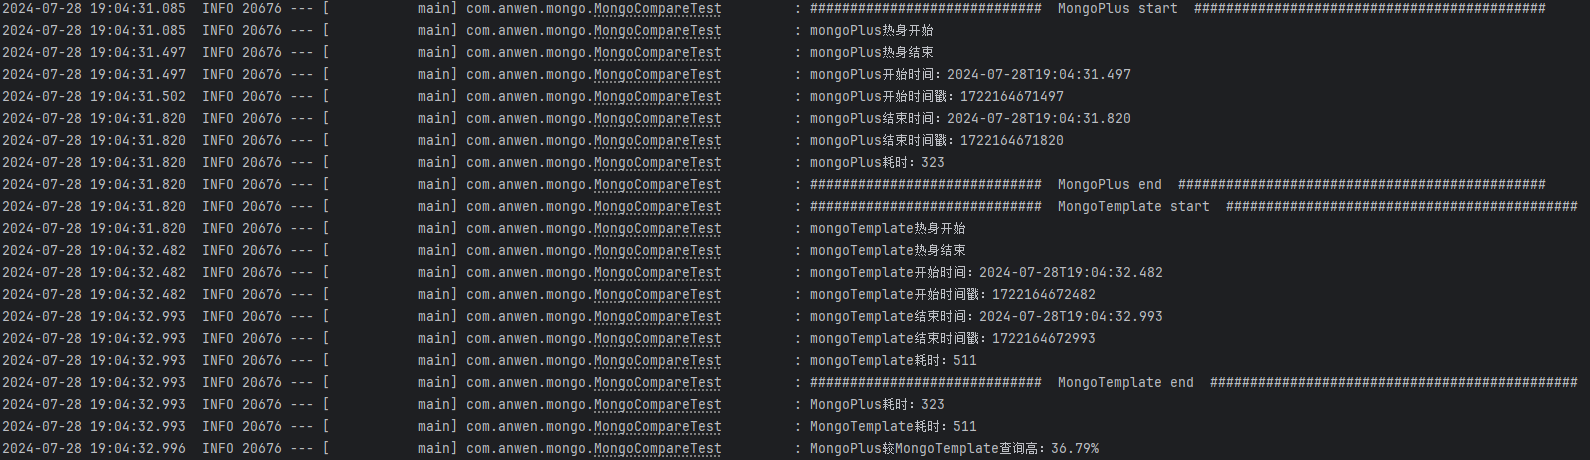 2024-07-28 19:04:31.085  INFO 20676 --- [           main] com.anwen.mongo.MongoCompareTest         : #############################  MongoPlus start  ############################################
2024-07-28 19:04:31.085  INFO 20676 --- [           main] com.anwen.mongo.MongoCompareTest         : mongoPlus热身开始
2024-07-28 19:04:31.497  INFO 20676 --- [           main] com.anwen.mongo.MongoCompareTest         : mongoPlus热身结束
2024-07-28 19:04:31.497  INFO 20676 --- [           main] com.anwen.mongo.MongoCompareTest         : mongoPlus开始时间：2024-07-28T19:04:31.497
2024-07-28 19:04:31.502  INFO 20676 --- [           main] com.anwen.mongo.MongoCompareTest         : mongoPlus开始时间戳：1722164671497
2024-07-28 19:04:31.820  INFO 20676 --- [           main] com.anwen.mongo.MongoCompareTest         : mongoPlus结束时间：2024-07-28T19:04:31.820
2024-07-28 19:04:31.820  INFO 20676 --- [           main] com.anwen.mongo.MongoCompareTest         : mongoPlus结束时间戳：1722164671820
2024-07-28 19:04:31.820  INFO 20676 --- [           main] com.anwen.mongo.MongoCompareTest         : mongoPlus耗时：323
2024-07-28 19:04:31.820  INFO 20676 --- [           main] com.anwen.mongo.MongoCompareTest         : #############################  MongoPlus end  ##############################################
2024-07-28 19:04:31.820  INFO 20676 --- [           main] com.anwen.mongo.MongoCompareTest         : #############################  MongoTemplate start  ############################################
2024-07-28 19:04:31.820  INFO 20676 --- [           main] com.anwen.mongo.MongoCompareTest         : mongoTemplate热身开始
2024-07-28 19:04:32.482  INFO 20676 --- [           main] com.anwen.mongo.MongoCompareTest         : mongoTemplate热身结束
2024-07-28 19:04:32.482  INFO 20676 --- [           main] com.anwen.mongo.MongoCompareTest         : mongoTemplate开始时间：2024-07-28T19:04:32.482
2024-07-28 19:04:32.482  INFO 20676 --- [           main] com.anwen.mongo.MongoCompareTest         : mongoTemplate开始时间戳：1722164672482
2024-07-28 19:04:32.993  INFO 20676 --- [           main] com.anwen.mongo.MongoCompareTest         : mongoTemplate结束时间：2024-07-28T19:04:32.993
2024-07-28 19:04:32.993  INFO 20676 --- [           main] com.anwen.mongo.MongoCompareTest         : mongoTemplate结束时间戳：1722164672993
2024-07-28 19:04:32.993  INFO 20676 --- [           main] com.anwen.mongo.MongoCompareTest         : mongoTemplate耗时：511
2024-07-28 19:04:32.993  INFO 20676 --- [           main] com.anwen.mongo.MongoCompareTest         : #############################  MongoTemplate end  ##############################################
2024-07-28 19:04:32.993  INFO 20676 --- [           main] com.anwen.mongo.MongoCompareTest         : MongoPlus耗时：323
2024-07-28 19:04:32.993  INFO 20676 --- [           main] com.anwen.mongo.MongoCompareTest         : MongoTemplate耗时：511
2024-07-28 19:04:32.996  INFO 20676 --- [           main] com.anwen.mongo.MongoCompareTest         : MongoPlus较MongoTemplate查询高：36.79%